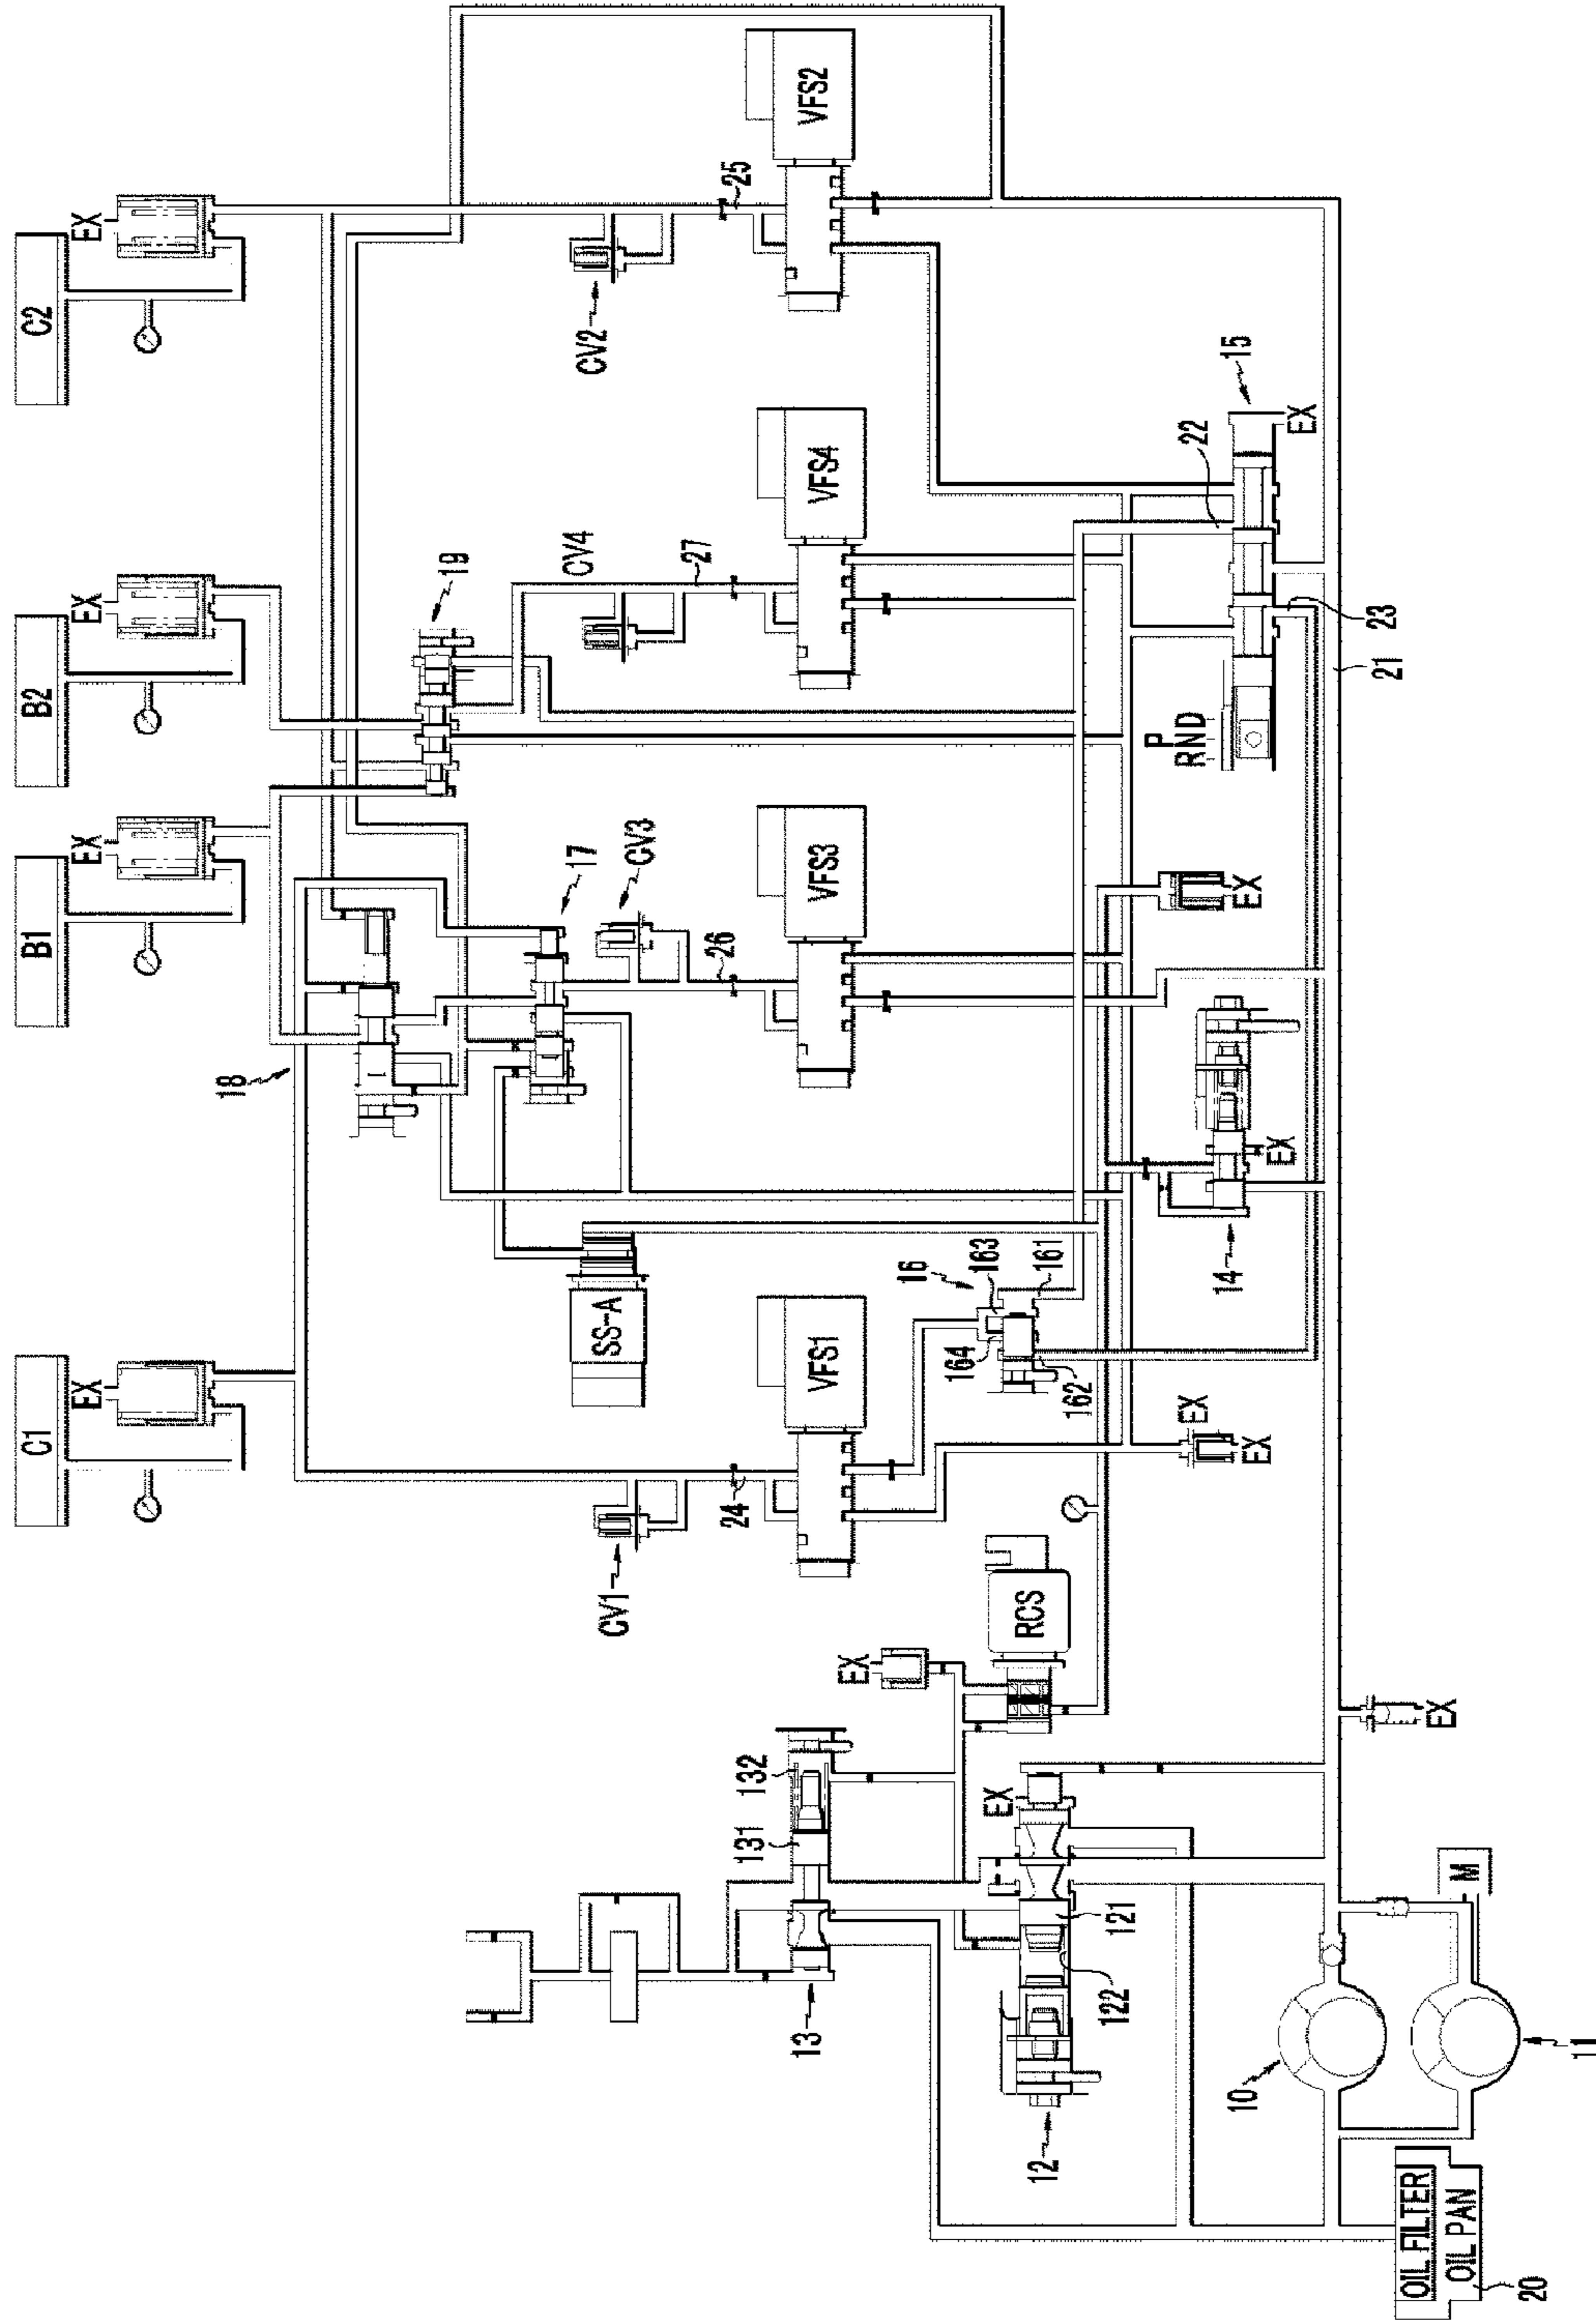 C1
B1
B2
C2
EX
EX
EX
EX
18
19
17
CV4
CV2
CV1
SS-A
CV3
24
26
27
25
132
131
13
VFS1
VFS3
VFS4
VFS2
EX
16
164
163
EX
RCS
12
161
162
122
121
P
RND
EX
22
10
14
15
EX
EX
EX
EX
23
21
OIL FILTER
EX
OIL PAN
M
20
11